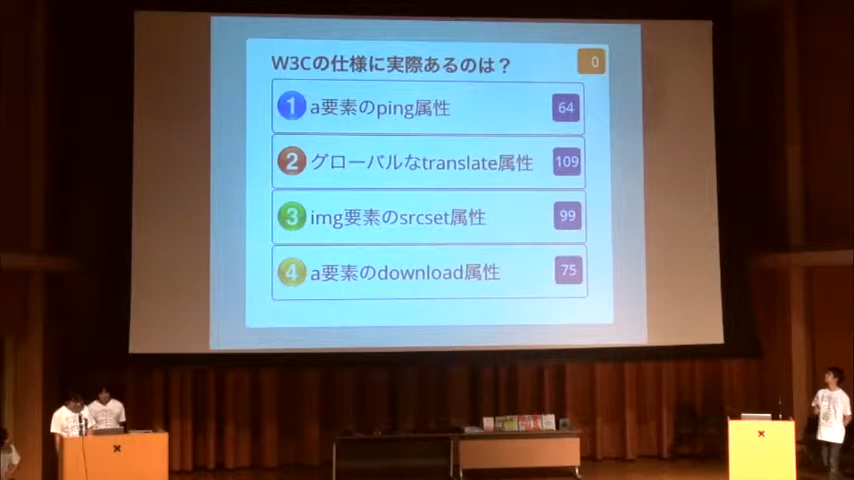 W3Cの仕様に実際あるのは？ 0
1 a要素のping属性 64
2 グローバルなtranslate属性 109
3 img要素のsrcset属性 99
4 a要素のdownload属性 75